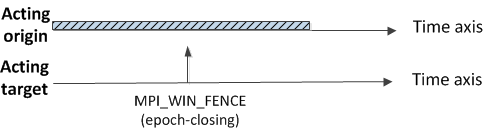 Acting
origin
Time axis
Acting
target
Time axis
MPI_WIN_FENCE
(epoch-closing)